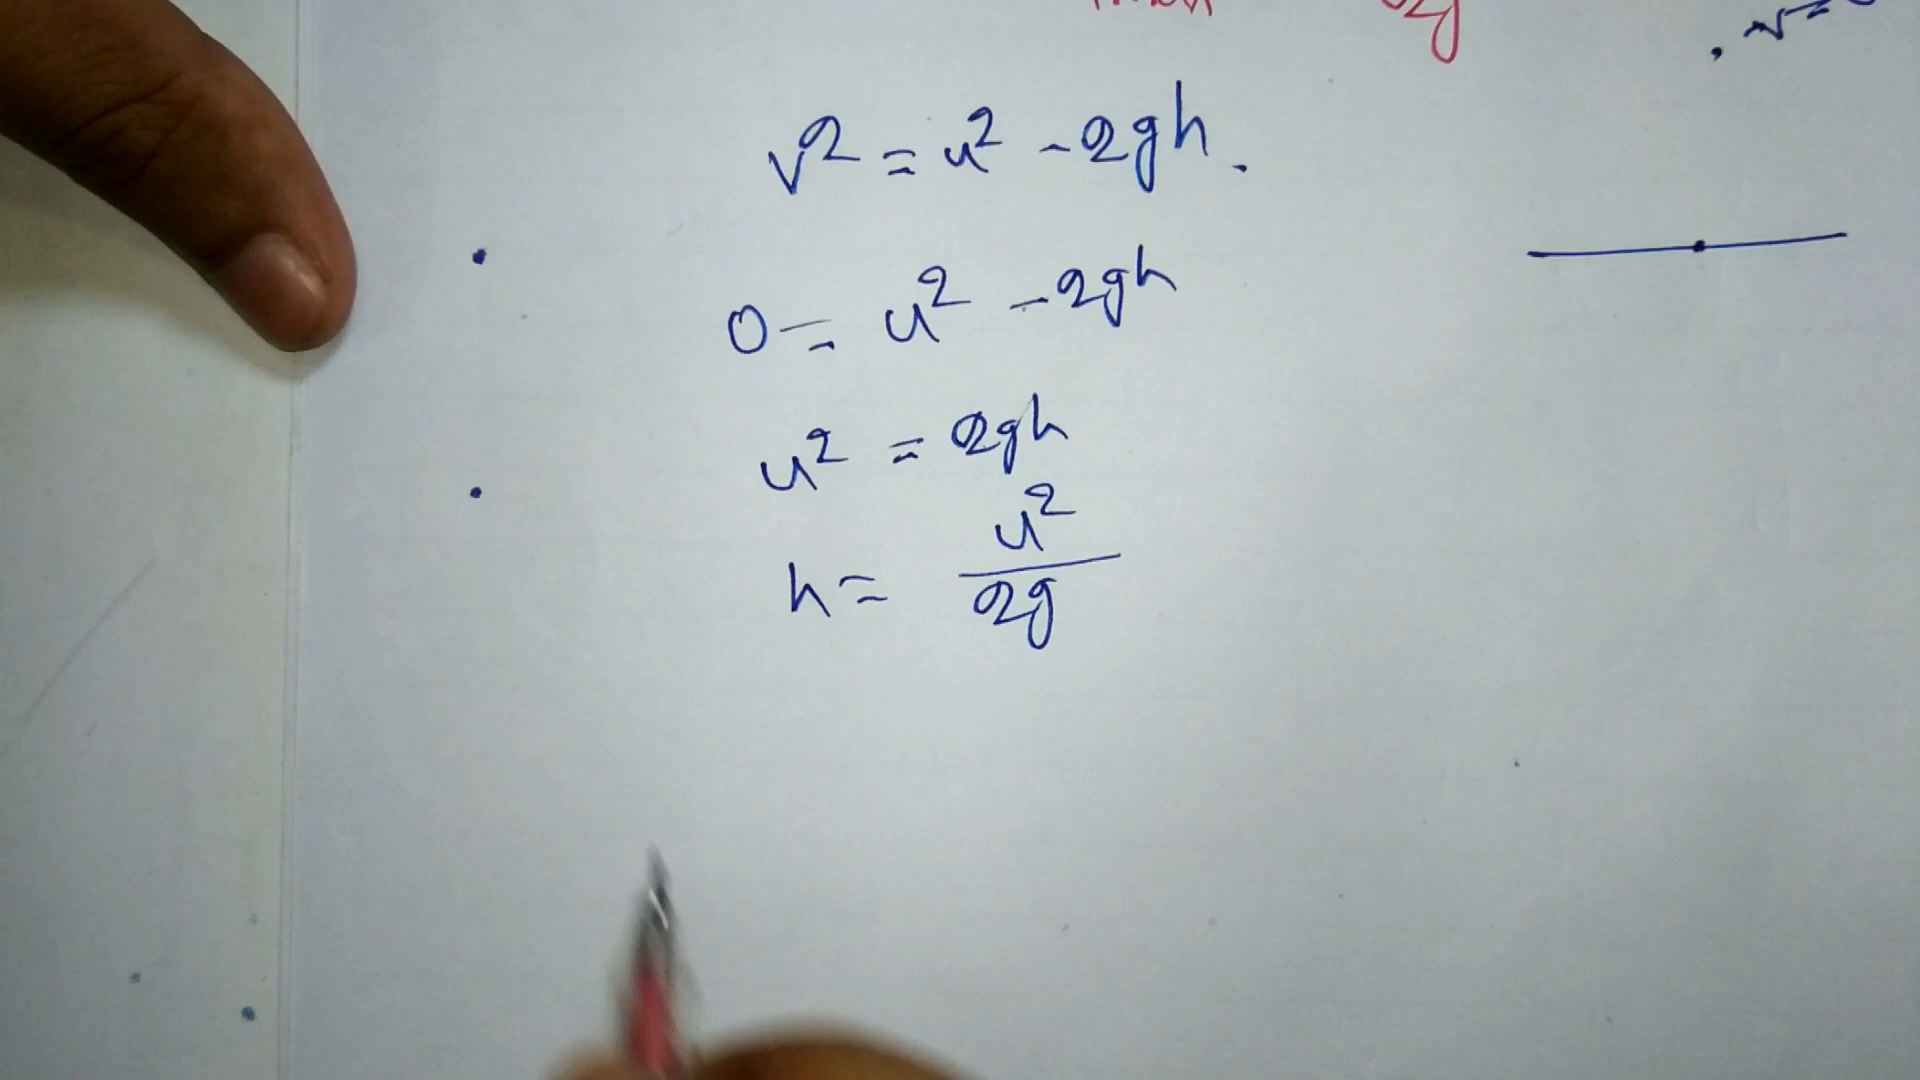 v² = u² - 2gh.
0 = u² - 2gh
u² = 2gh
h = u²/2g